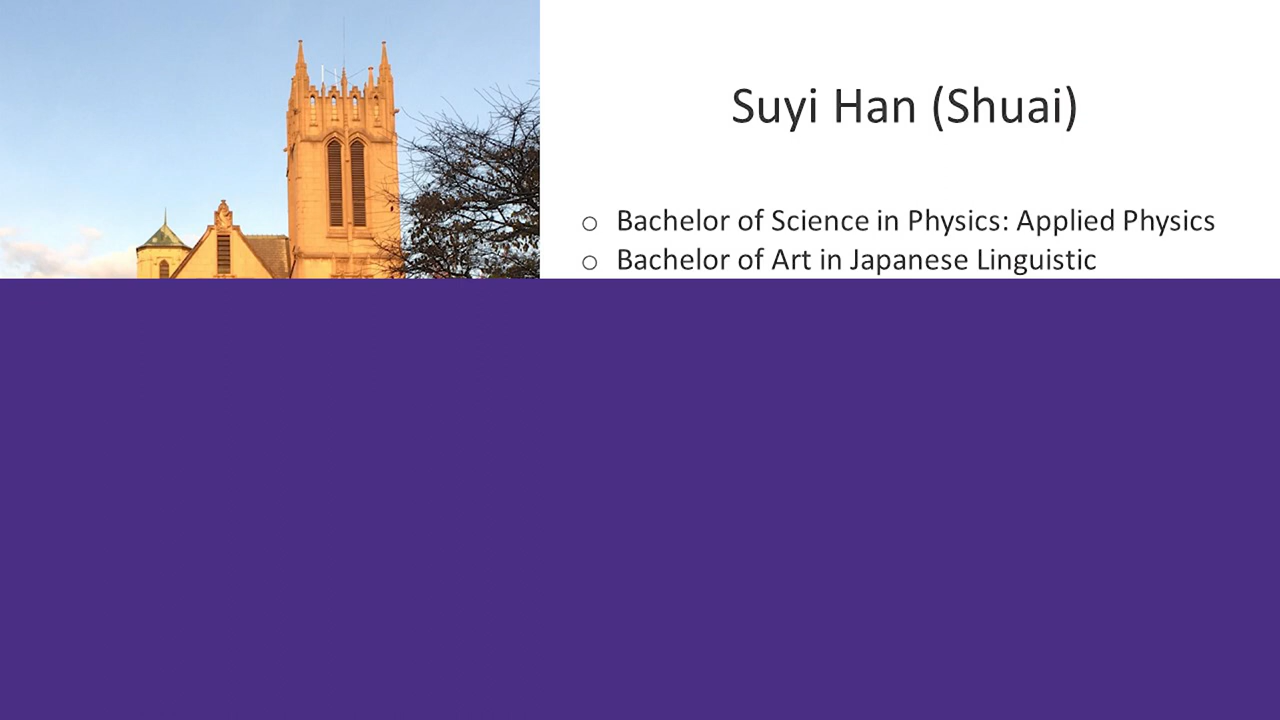 Suyi Han (Shuai)
○ Bachelor of Science in Physics: Applied Physics
○ Bachelor of Art in Japanese Linguistic